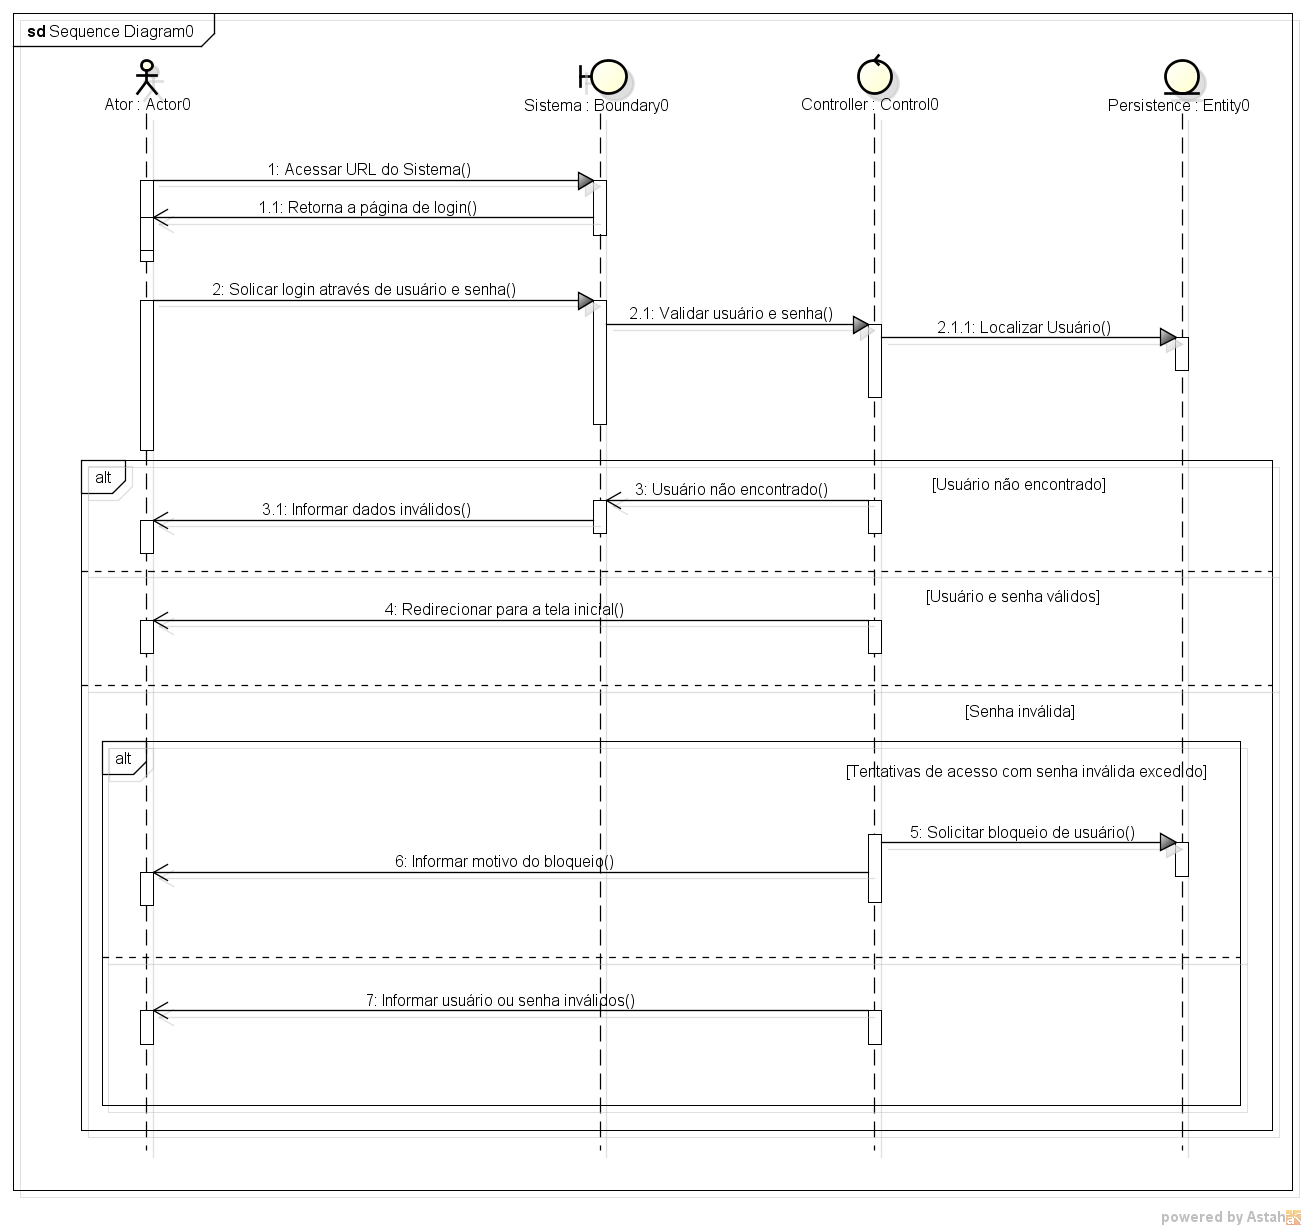 sd Sequence Diagram0
Ator : Actor0
Sistema : Boundary0
Controller : Control0
Persistence : Entity0
1: Acessar URL do Sistema()
1.1: Retorna a página de login()
2: Solicar login através de usuário e senha()
2.1: Validar usuário e senha()
2.1.1: Localizar Usuário()
alt
[Usuário não encontrado]
3: Usuário não encontrado()
3.1: Informar dados inválidos()
[Usuário e senha válidos]
4: Redirecionar para a tela inicial()
[Senha inválida]
alt
[Tentativas de acesso com senha inválida excedido]
5: Solicitar bloqueio de usuário()
6: Informar motivo do bloqueio()
7: Informar usuário ou senha inválidos()
powered by Astah